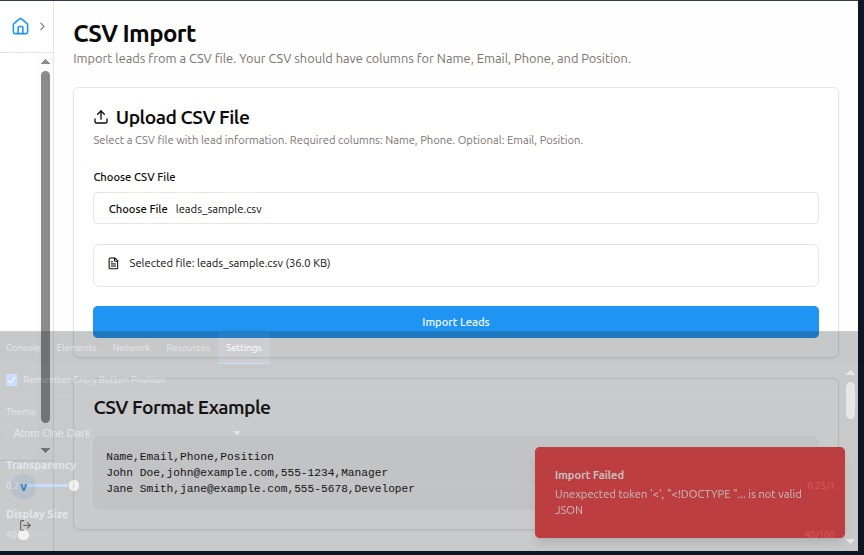 CSV Import
Import leads from a CSV file. Your CSV should have columns for Name, Email, Phone, and Position.
Upload CSV File
Select a CSV file with lead information. Required columns: Name, Phone. Optional: Email, Position.
Choose CSV File
Choose File leads_sample.csv
Selected file: leads_sample.csv (36.0 KB)
Import Leads
Console Elements Network Resources Settings
Remember Entry Button Position
Theme
CSV Format Example
Atom One Dark
Name,Email,Phone,Position
John Doe,john@example.com,555-1234,Manager
Jane Smith,jane@example.com,555-5678,Developer
Transparency
V
0.25/1
Display Size
40/100
Import Failed
Unexpected token '<', "<!DOCTYPE "... is not valid
JSON